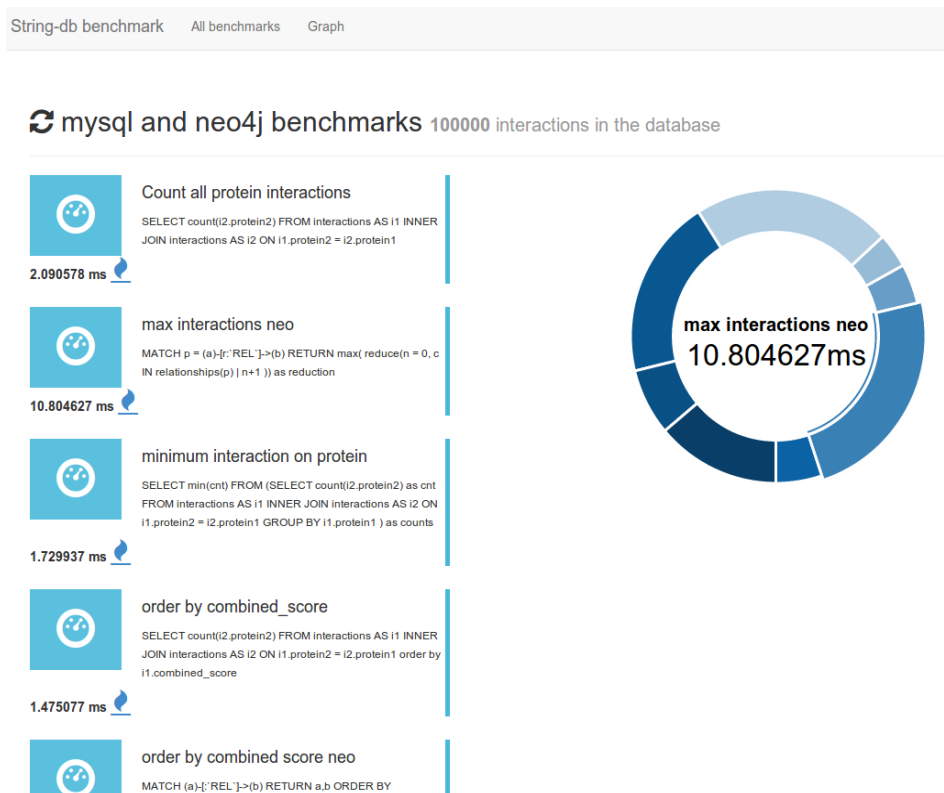 String-db benchmark All benchmarks Graph
mysql and neo4j benchmarks 100000 interactions in the database
Count all protein interactions
SELECT count(i2.protein2) FROM interactions AS i1 INNER
JOIN interactions AS i2 ON i1.protein2 = i2.protein1
2.090578 ms
max interactions neo
MATCH p = (a)-[r:`REL`]->(b) RETURN max( reduce(n = 0, c
IN relationships(p) | n+1 )) as reduction
10.804627 ms
minimum interaction on protein
SELECT min(cnt) FROM (SELECT count(i2.protein2) as cnt
FROM interactions AS i1 INNER JOIN interactions AS i2 ON
i1.protein2 = i2.protein1 GROUP BY i1.protein1 ) as counts
1.729937 ms
order by combined_score
SELECT count(i2.protein2) FROM interactions AS i1 INNER
JOIN interactions AS i2 ON i1.protein2 = i2.protein1 order by
i1.combined_score
1.475077 ms
order by combined score neo
MATCH (a)-[:`REL`]->(b) RETURN a,b ORDER BY
max interactions neo
10.804627ms